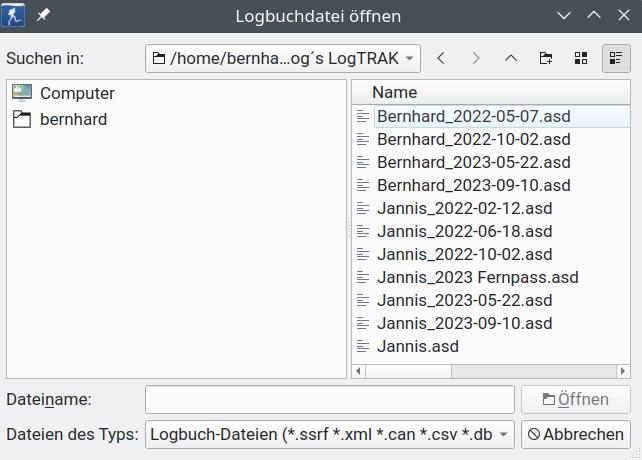 Logbuchdatei öffnen
Suchen in:
/home/bernha...og´s LogTRAK
Computer
bernhard
Name
Bernhard_2022-05-07.asd
Bernhard_2022-10-02.asd
Bernhard_2023-05-22.asd
Bernhard_2023-09-10.asd
Jannis_2022-02-12.asd
Jannis_2022-06-18.asd
Jannis_2022-10-02.asd
Jannis_2023 Fernpass.asd
Jannis_2023-05-22.asd
Jannis_2023-09-10.asd
Jannis.asd
Dateiname:
Öffnen
Dateien des Typs:
Logbuch-Dateien (*.ssrf *.xml *.can *.csv *.db
Abbrechen